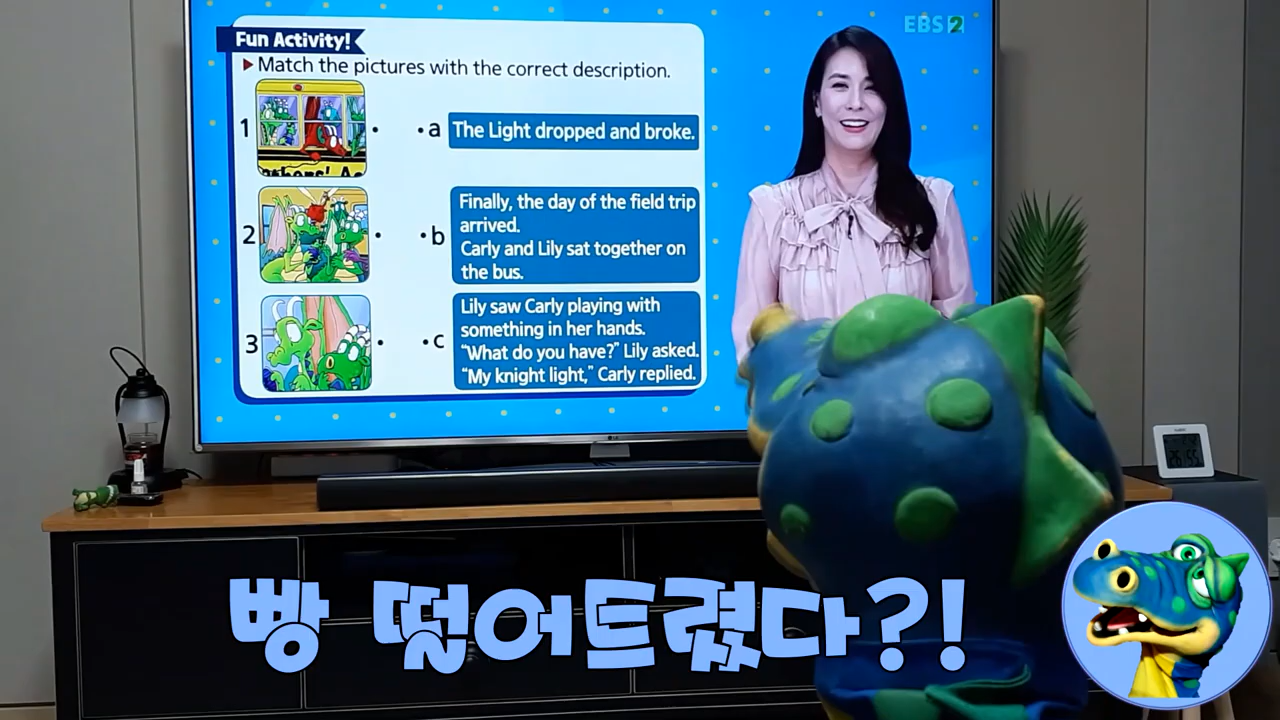 EBS 2
Fun Activity!
Match the pictures with the correct description.
1
a
The Light dropped and broke.
2
b
Finally, the day of the field trip
arrived.
Carly and Lily sat together on
the bus.
3
c
Lily saw Carly playing with
something in her hands.
"What do you have?" Lily asked.
"My knight light," Carly replied.
빵 떨어트렸다?!